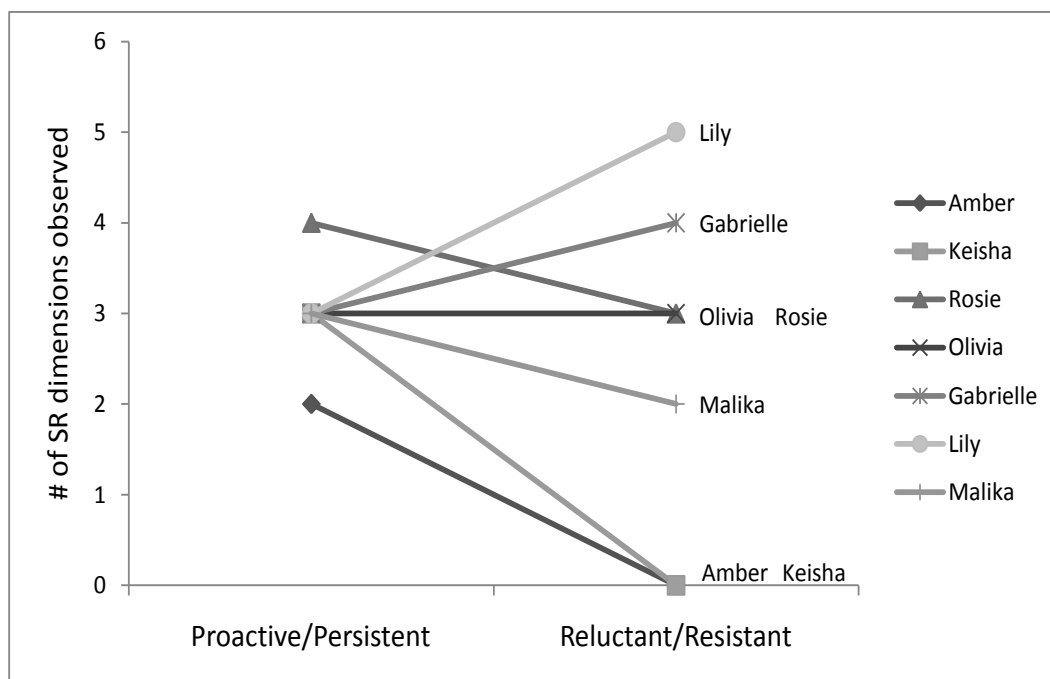 # of SR dimensions observed
6
5
4
3
2
1
0
Lily
Gabrielle
Olivia Rosie
Malika
Amber Keisha
Proactive/Persistent
Reluctant/Resistant
Amber
Keisha
Rosie
Olivia
Gabrielle
Lily
Malika